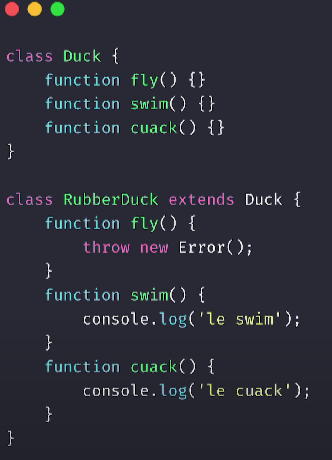 class Duck {
    function fly() {}
    function swim() {}
    function cuack() {}
}

class RubberDuck extends Duck {
    function fly() {
        throw new Error();
    }
    function swim() {
        console.log('le swim');
    }
    function cuack() {
        console.log('le cuack');
    }
}